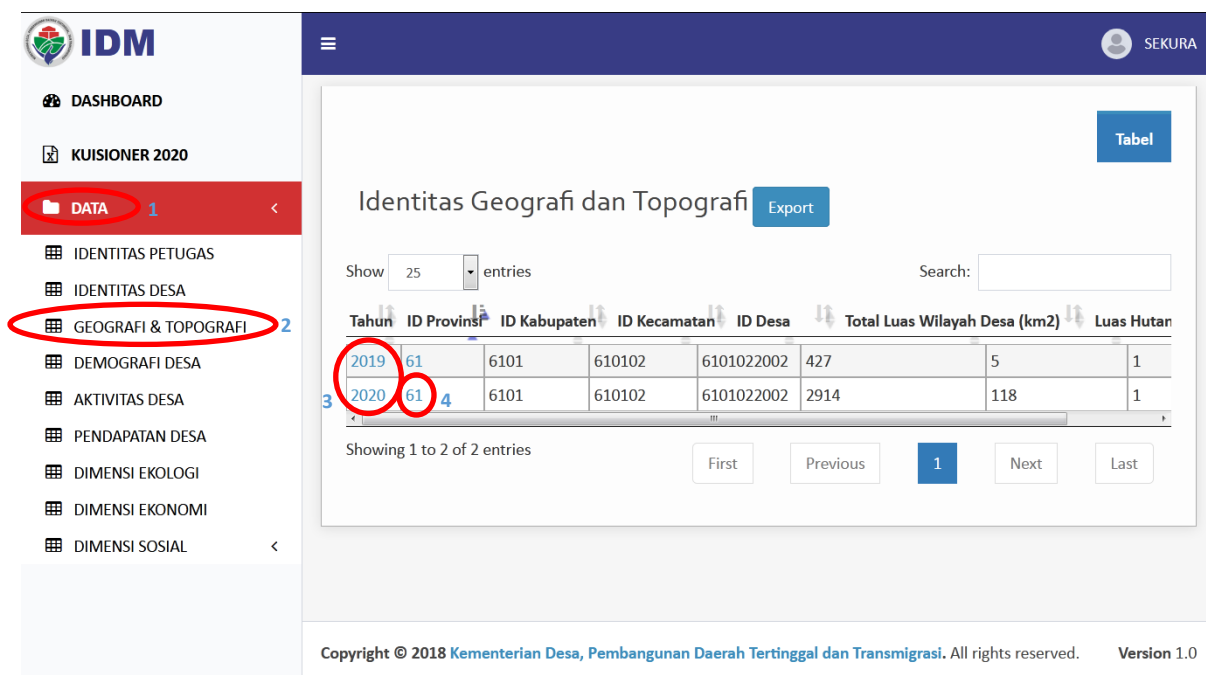 IDM
SEKURA
DASHBOARD
KUISIONER 2020
DATA 1
IDENTITAS PETUGAS
IDENTITAS DESA
GEOGRAFI & TOPOGRAFI 2
DEMOGRAFI DESA
AKTIVITAS DESA
PENDAPATAN DESA
DIMENSI EKOLOGI
DIMENSI EKONOMI
DIMENSI SOSIAL
Tabel
Identitas Geografi dan Topografi Export
Show 25 entries Search:
Tahun ID Provinsi ID Kabupaten ID Kecamatan ID Desa Total Luas Wilayah Desa (km2) Luas Hutan
2019 61 6101 610102 6101022002 427 5 1
3 2020 61 4 6101 610102 6101022002 2914 118 1
Showing 1 to 2 of 2 entries
First Previous 1 Next Last
Copyright © 2018 Kementerian Desa, Pembangunan Daerah Tertinggal dan Transmigrasi. All rights reserved. Version 1.0